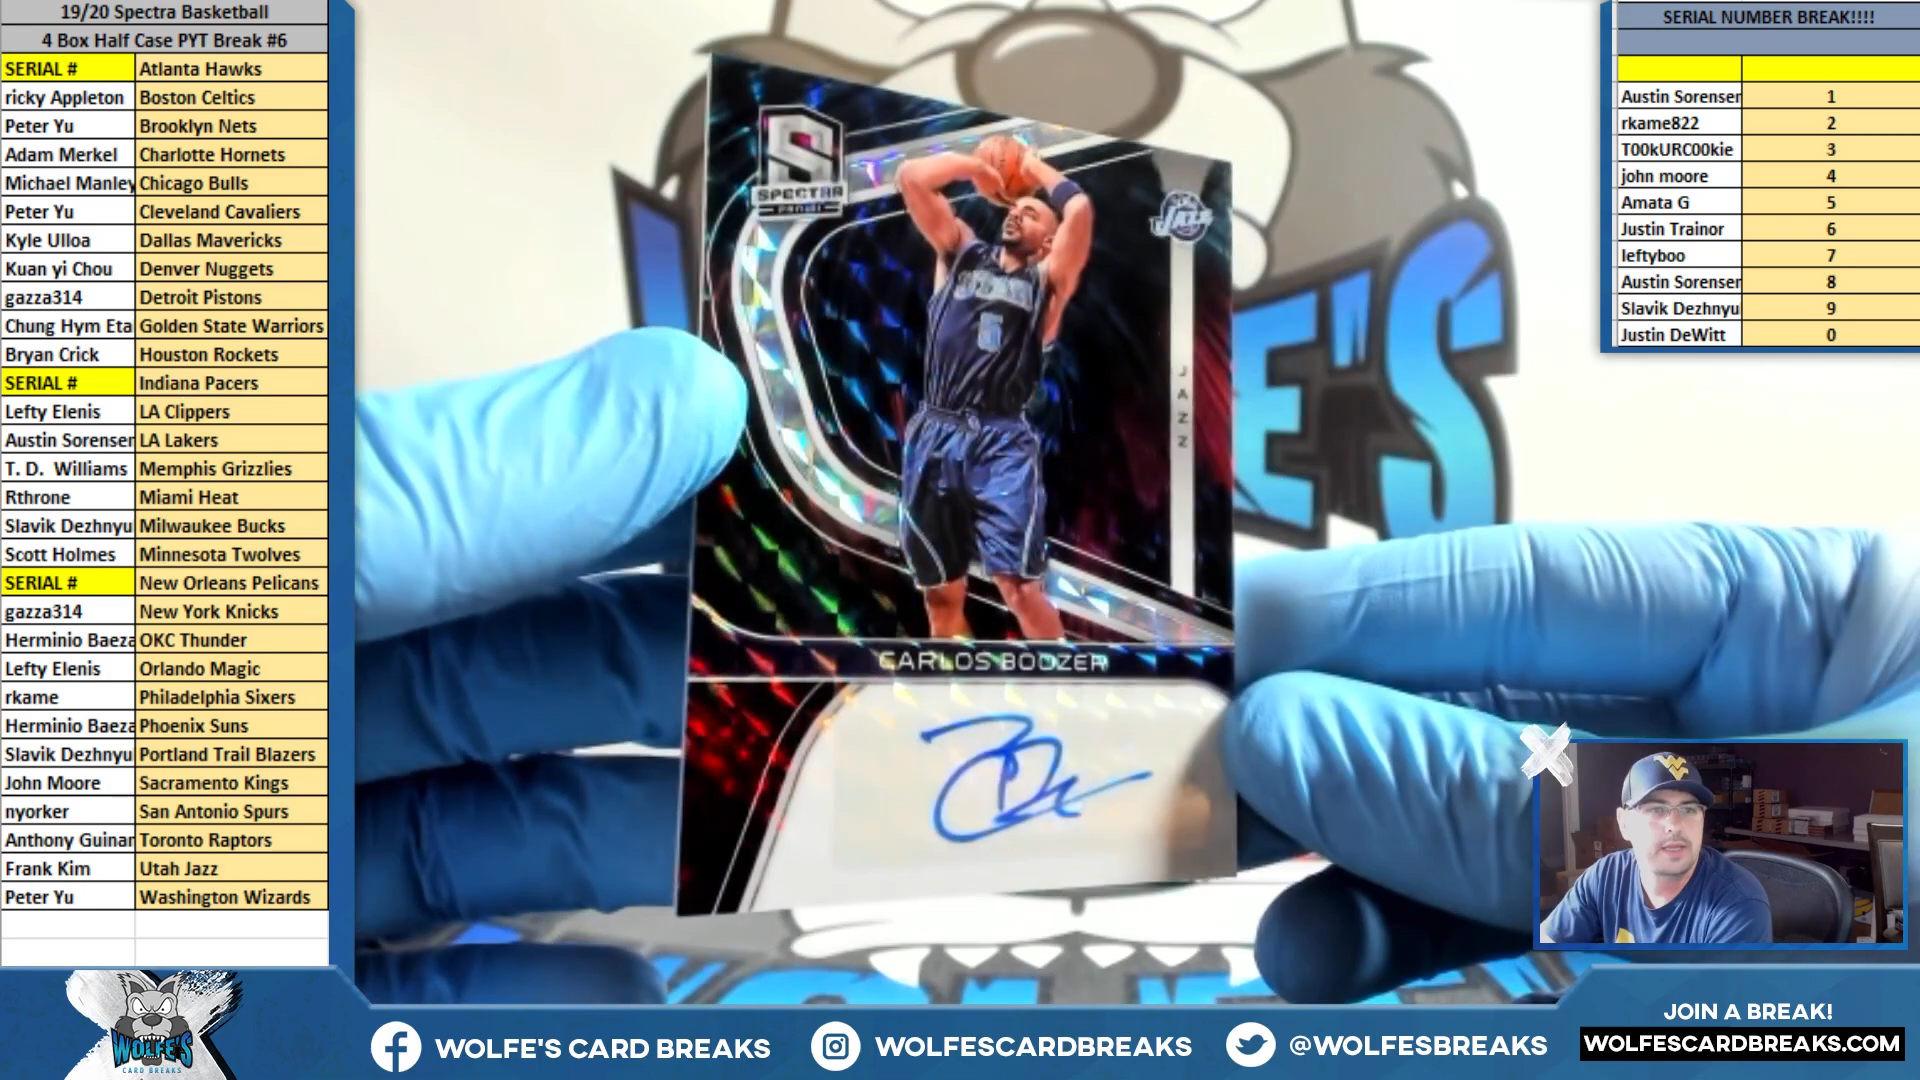 19/20 Spectra Basketball
4 Box Half Case PYT Break #6
SERIAL # Atlanta Hawks
ricky Appleton Boston Celtics
Peter Yu Brooklyn Nets
Adam Merkel Charlotte Hornets
Michael Manley Chicago Bulls
Peter Yu Cleveland Cavaliers
Kyle Ulloa Dallas Mavericks
Kuan yi Chou Denver Nuggets
gazza314 Detroit Pistons
Chung Hym Eta Golden State Warriors
Bryan Crick Houston Rockets
SERIAL # Indiana Pacers
Lefty Elenis LA Clippers
Austin Sorenser LA Lakers
T. D. Williams Memphis Grizzlies
Rthrone Miami Heat
Slavik Dezhnyu Milwaukee Bucks
Scott Holmes Minnesota Twolves
SERIAL # New Orleans Pelicans
gazza314 New York Knicks
Herminio Baeza OKC Thunder
Lefty Elenis Orlando Magic
rkame Philadelphia Sixers
Herminio Baeza Phoenix Suns
Slavik Dezhnyu Portland Trail Blazers
John Moore Sacramento Kings
nyorker San Antonio Spurs
Anthony Guinar Toronto Raptors
Frank Kim Utah Jazz
Peter Yu Washington Wizards
SERIAL NUMBER BREAK!!!!
Austin Sorenser 1
rkame822 2
T00kURC00kie 3
john moore 4
Amata G 5
Justin Trainor 6
leftyboo 7
Austin Sorenser 8
Slavik Dezhnyu 9
Justin DeWitt 0
S
SPECTRA
PANINI
JAZZ
UTAH
5
JAZZ
CARLOS BOOZER
E'S
WV
WOLFE'S
CARD BREAKS
WOLFE'S CARD BREAKS
WOLFESCARDBREAKS
@WOLFESBREAKS
JOIN A BREAK!
WOLFESCARDBREAKS.COM